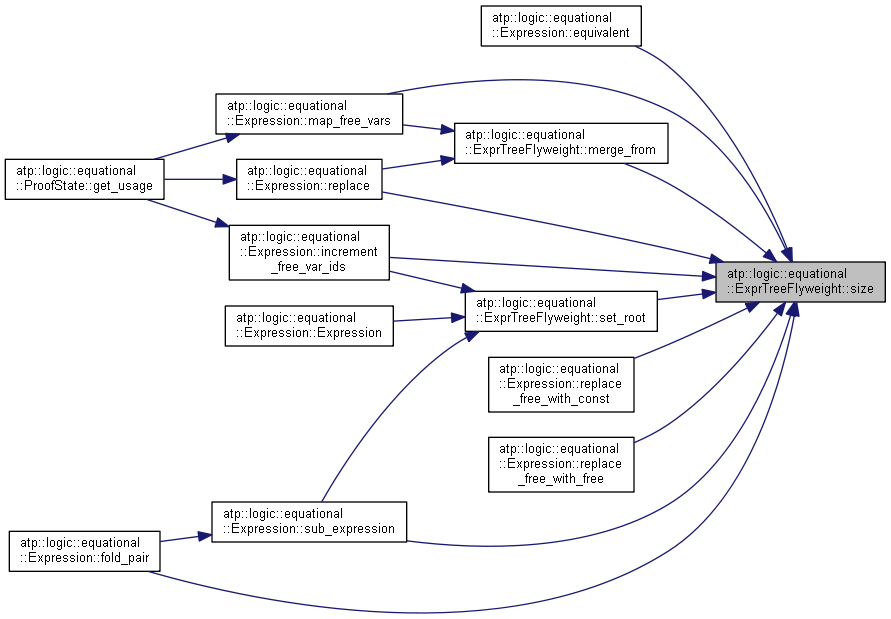 atp::logic::equational
::Expression::equivalent
atp::logic::equational
::Expression::map_free_vars
atp::logic::equational
::ExprTreeFlyweight::merge_from
atp::logic::equational
::ProofState::get_usage
atp::logic::equational
::Expression::replace
atp::logic::equational
::Expression::increment
_free_var_ids
atp::logic::equational
::ExprTreeFlyweight::size
atp::logic::equational
::Expression::Expression
atp::logic::equational
::ExprTreeFlyweight::set_root
atp::logic::equational
::Expression::replace
_free_with_const
atp::logic::equational
::Expression::replace
_free_with_free
atp::logic::equational
::Expression::sub_expression
atp::logic::equational
::Expression::fold_pair